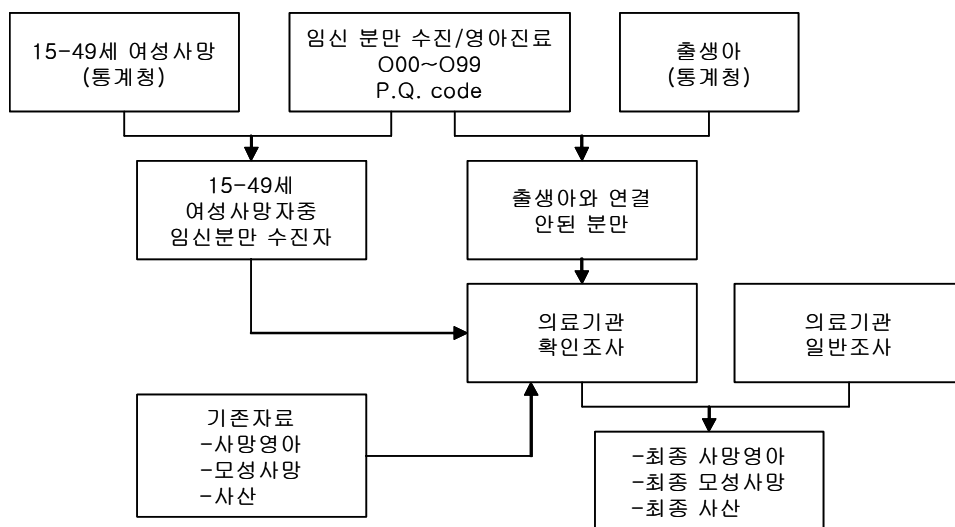 15-49세 여성사망
(통계청)
임신 분만 수진/영아진료
O00~O99
P.Q. code
출생아
(통계청)
15-49세
여성사망자중
임신분만 수진자
출생아와 연결
안된 분만
의료기관
확인조사
의료기관
일반조사
기존자료
-사망영아
-모성사망
-사산
-최종 사망영아
-최종 모성사망
-최종 사산